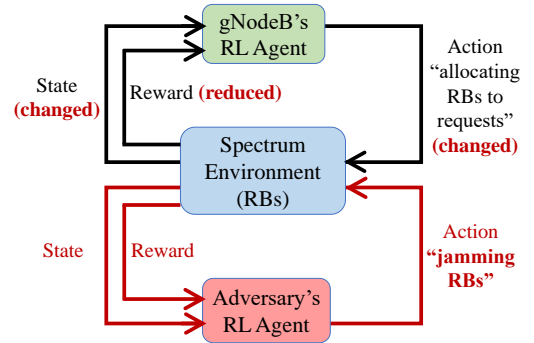 gNodeB's
RL Agent
State
(changed)
Reward (reduced)
Action
“allocating
RBs to
requests”
(changed)
Spectrum
Environment
(RBs)
State
Reward
Action
“jamming
RBs”
Adversary's
RL Agent